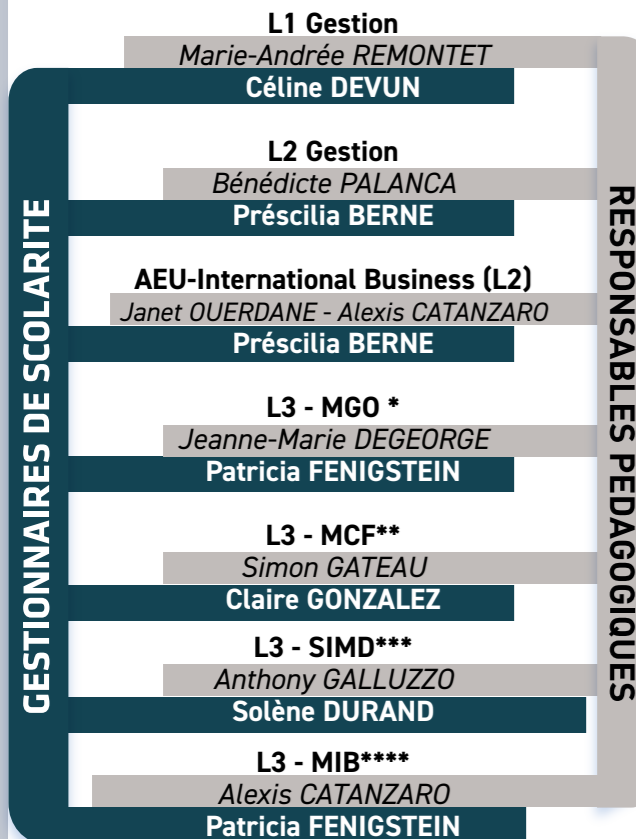 L1 Gestion
Marie-Andrée REMONTET
Céline DEVUN
L2 Gestion
Bénédicte PALANCA
Préscilia BERNE
AEU-International Business (L2)
Janet OUERDANE - Alexis CATANZARO
Préscilia BERNE
L3 - MGO *
Jeanne-Marie DEGEORGE
Patricia FENIGSTEIN
L3 - MCF**
Simon GATEAU
Claire GONZALEZ
L3 - SIMD***
Anthony GALLUZZO
Solène DURAND
L3 - MIB****
Alexis CATANZARO
Patricia FENIGSTEIN
GESTIONNAIRES DE SCOLARITE
RESPONSABLES PEDAGOGIQUES